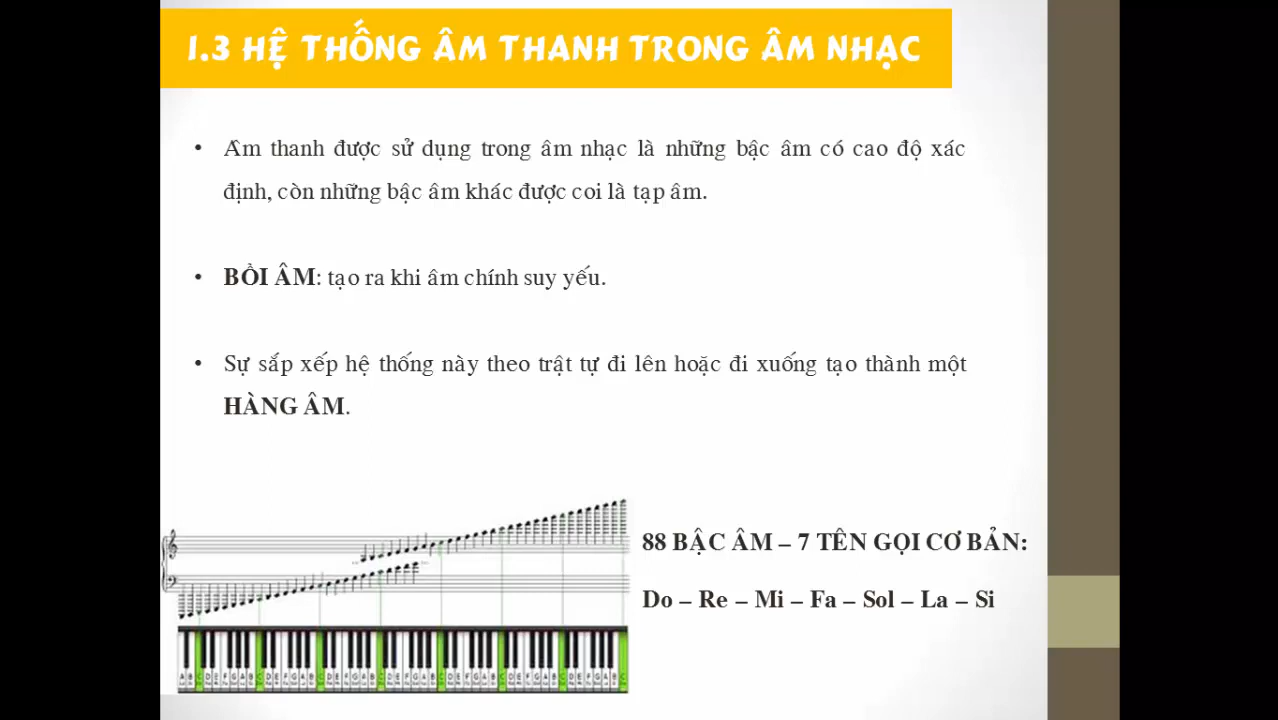 1.3 HỆ THỐNG ÂM THANH TRONG ÂM NHẠC
• Âm thanh được sử dụng trong âm nhạc là những bậc âm có cao độ xác
định, còn những bậc âm khác được coi là tạp âm.
• BỒI ÂM: tạo ra khi âm chính suy yếu.
• Sự sắp xếp hệ thống này theo trật tự đi lên hoặc đi xuống tạo thành một
HÀNG ÂM.
88 BẬC ÂM – 7 TÊN GỌI CƠ BẢN:
Do – Re – Mi – Fa – Sol – La – Si